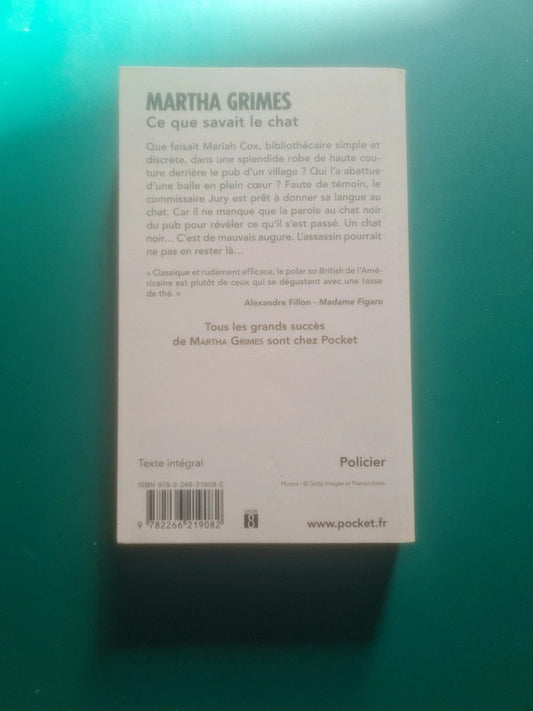 MARTHA GRIMES
Ce que savait le chat
Que faisait Mariah Cox, bibliothécaire simple et
discrète, dans une splendide robe de haute cou-
ture derrière le pub d'un village ? Qui l'a abattue
d'une balle en plein cœur ? Faute de témoin, le
commissaire Jury est prêt à donner sa langue au
chat. Car il ne manque que la parole au chat noir
du pub pour révéler ce qu'il s'est passé. Un chat
noir... C'est de mauvais augure. L'assassin pourrait
ne pas en rester là...
« Classique et rudement efficace, le polar so British de l'Amé-
ricaine est plutôt de ceux qui se dégustent avec une tasse
de thé. »
Alexandre Fillon - Madame Figaro
Tous les grands succès
de MARTHA GRIMES sont chez Pocket
Texte intégral
Policier
ISBN 978-2-266-21908-2
Photos : © Getty Images et Plainpictures
9 782266 219082
8
www.pocket.fr